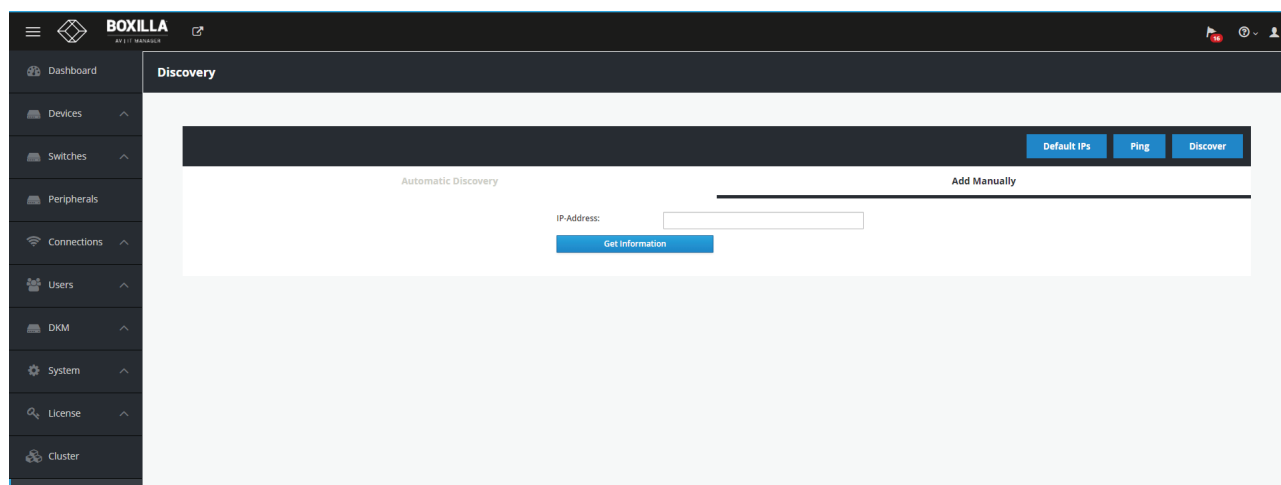 BOXILLA
AV | IT MANAGER
16
Dashboard
Discovery
Devices
Switches
Default IPs Ping Discover
Automatic Discovery Add Manually
Peripherals
IP-Address:
Connections
Get Information
Users
DKM
System
License
Cluster